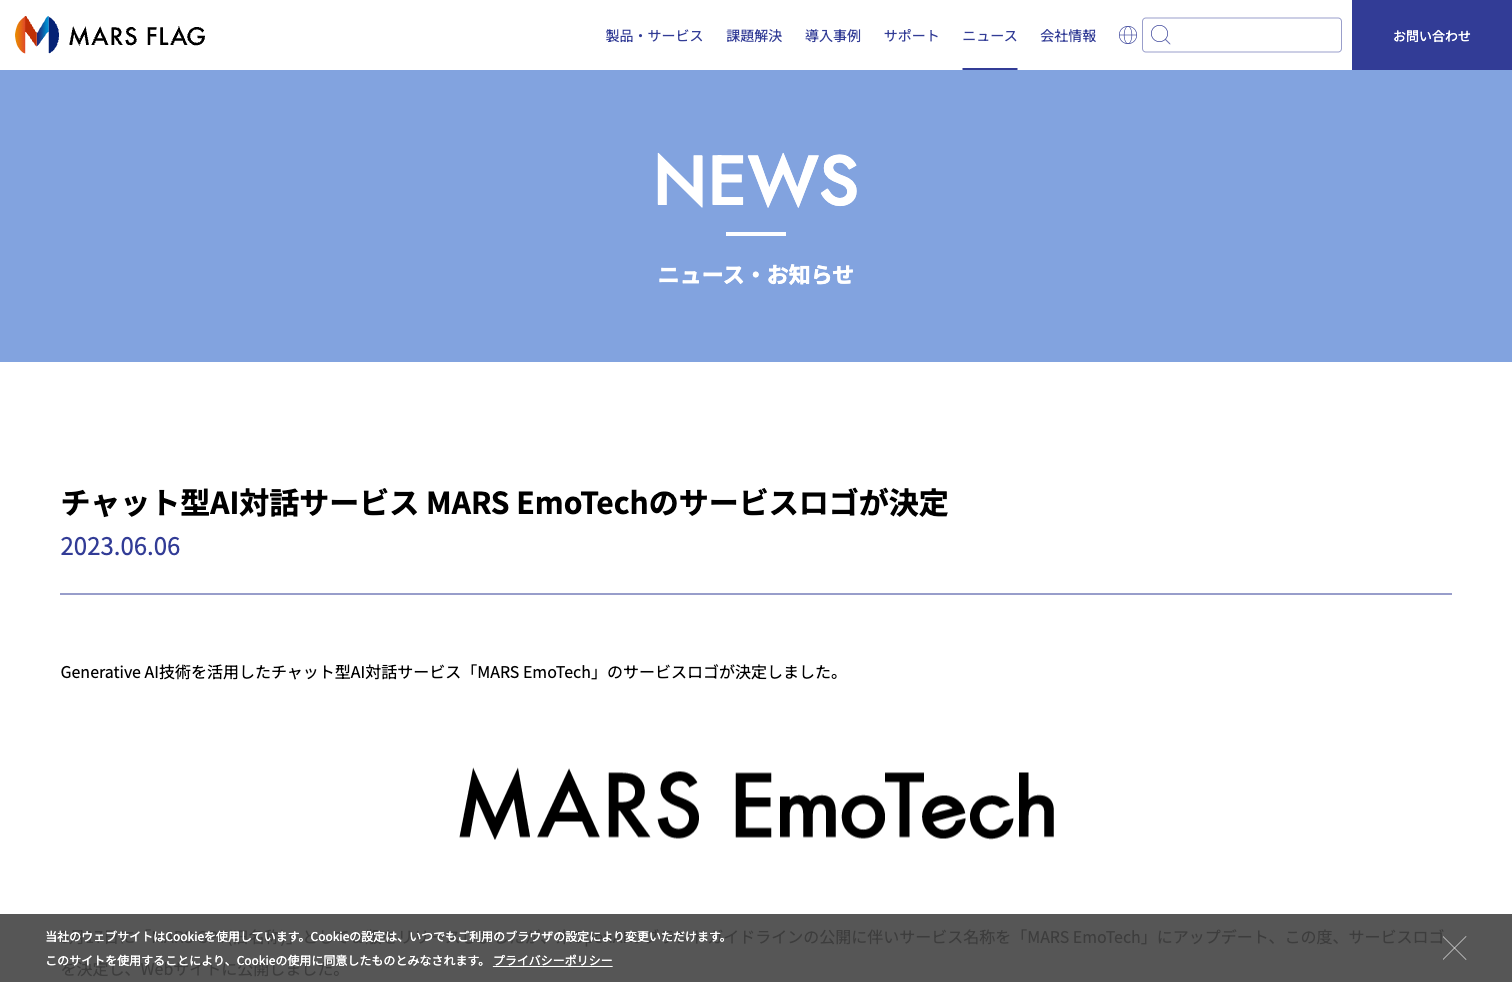 MARS FLAG
製品・サービス 課題解決 導入事例 サポート ニュース 会社情報 お問い合わせ
NEWS
ニュース・お知らせ
チャット型AI対話サービス MARS EmoTechのサービスロゴが決定
2023.06.06
Generative AI技術を活用したチャット型AI対話サービス「MARS EmoTech」のサービスロゴが決定しました。
MARS EmoTech
イドラインの公開に伴いサービス名称を「MARS EmoTech」にアップデート、この度、サービスロゴ
を決定し、Webサイトに公開しました。
当社のウェブサイトはCookieを使用しています。Cookieの設定は、いつでもご利用のブラウザの設定により変更いただけます。
このサイトを使用することにより、Cookieの使用に同意したものとみなされます。 プライバシーポリシー